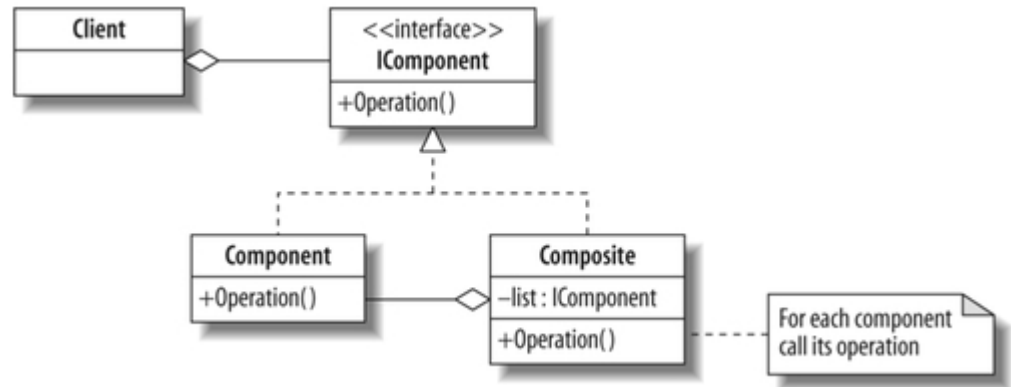 Client
<<interface>>
IComponent
+Operation()
Component
+Operation()
Composite
–list : IComponent
+Operation()
For each component
call its operation